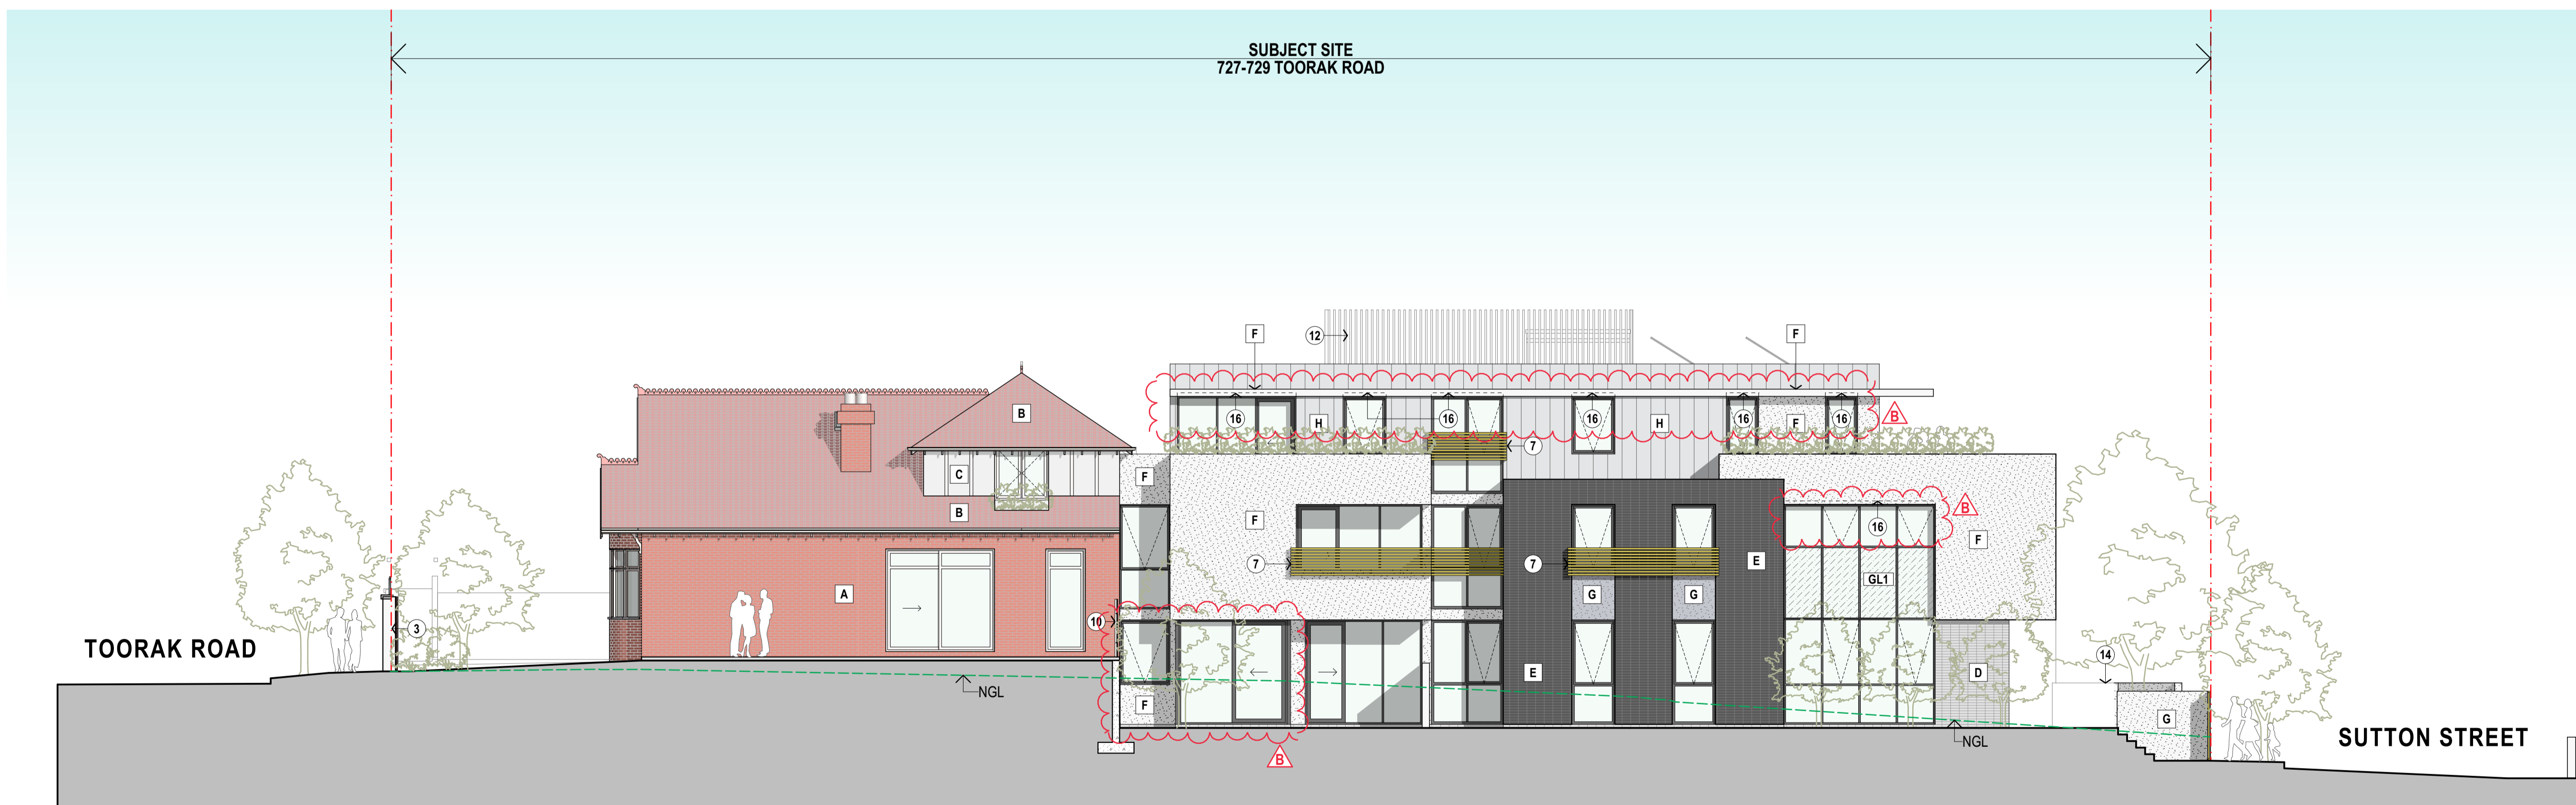 SUBJECT SITE
727-729 TOORAK ROAD
F
12
F
B
16
H
16
16
H
16
F
16
B
7
C
F
B
F
16
B
F
7
7
E
GL1
A
G
G
10
3
TOORAK ROAD
14
E
D
NGL
F
G
SUTTON STREET
NGL
B